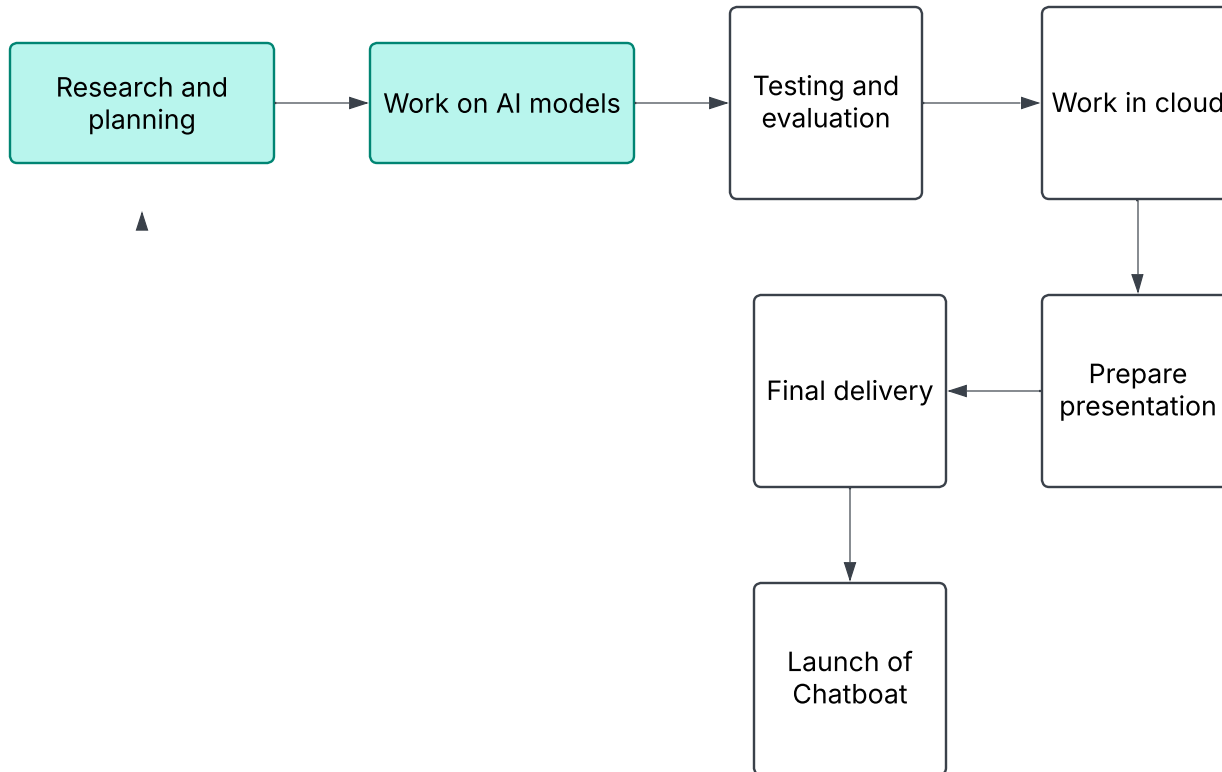 Research and
planning
Work on AI models
Testing and
evaluation
Work in cloud
Prepare
presentation
Final delivery
Launch of
Chatboat